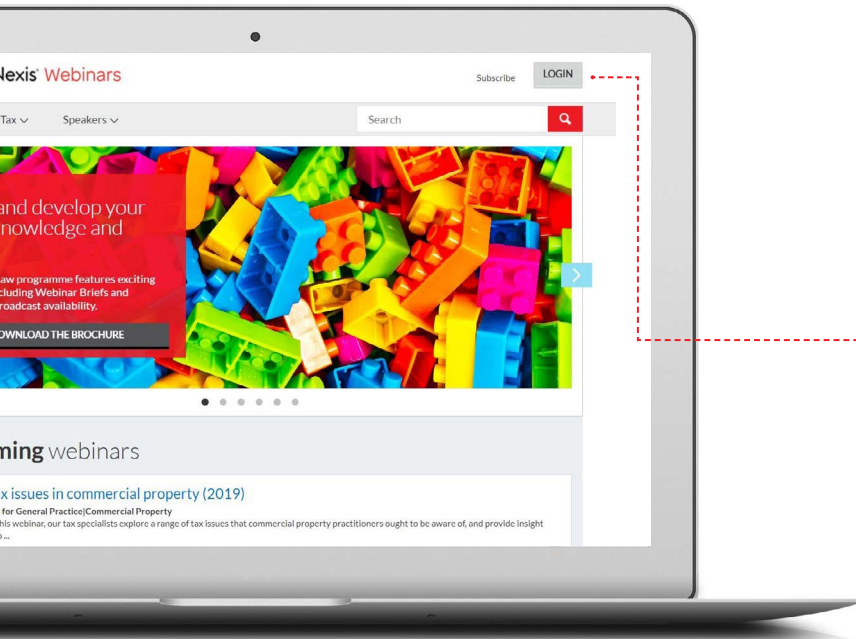 Nexis® Webinars
Subscribe
LOGIN
Tax
Speakers
Search
and develop your
nowledge and
aw programme features exciting
cluding Webinar Briefs and
roadcast availability.
OWNLOAD THE BROCHURE
ming webinars
x issues in commercial property (2019)
for General Practice|Commercial Property
his webinar, our tax specialists explore a range of tax issues that commercial property practitioners ought to be aware of, and provide insight
...